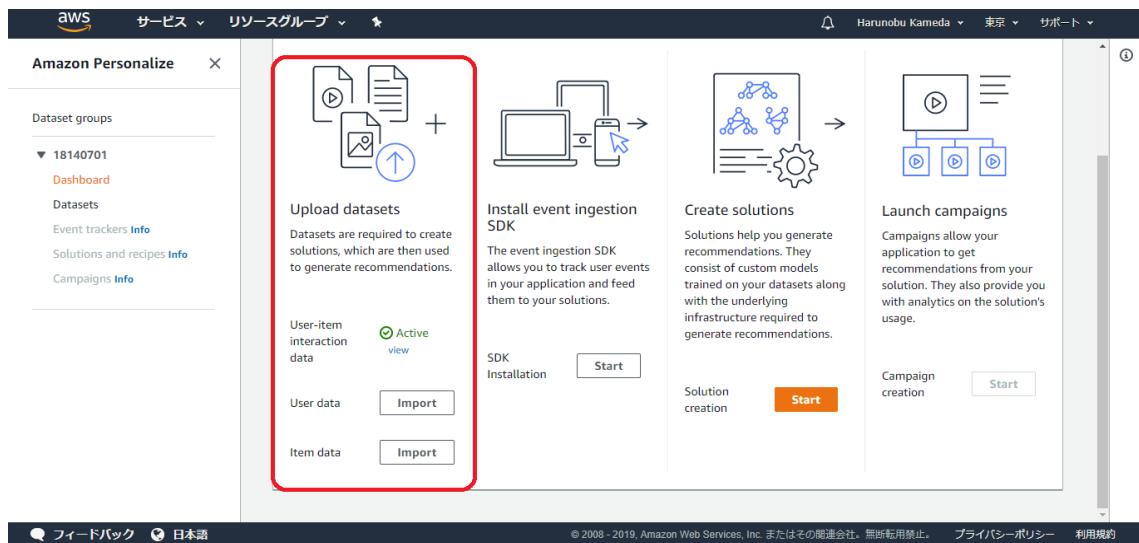 aws サービス リソースグループ Harunobu Kameda 東京 サポート
Amazon Personalize
Dataset groups
18140701
Dashboard
Datasets
Event trackers Info
Solutions and recipes Info
Campaigns Info
Upload datasets
Datasets are required to create
solutions, which are then used
to generate recommendations.
User-item
interaction
data
Active
view
User data
Import
Item data
Import
Install event ingestion
SDK
The event ingestion SDK
allows you to track user events
in your application and feed
them to your solutions.
SDK
Installation
Start
Create solutions
Solutions help you generate
recommendations. They
consist of custom models
trained on your datasets along
with the underlying
infrastructure required to
generate recommendations.
Solution
creation
Start
Launch campaigns
Campaigns allow your
application to get
recommendations from your
solution. They also provide you
with analytics on the solution's
usage.
Campaign
creation
Start
フィードバック 日本語 © 2008 - 2019, Amazon Web Services, Inc. またはその関連会社。無断転用禁止。 プライバシーポリシー 利用規約